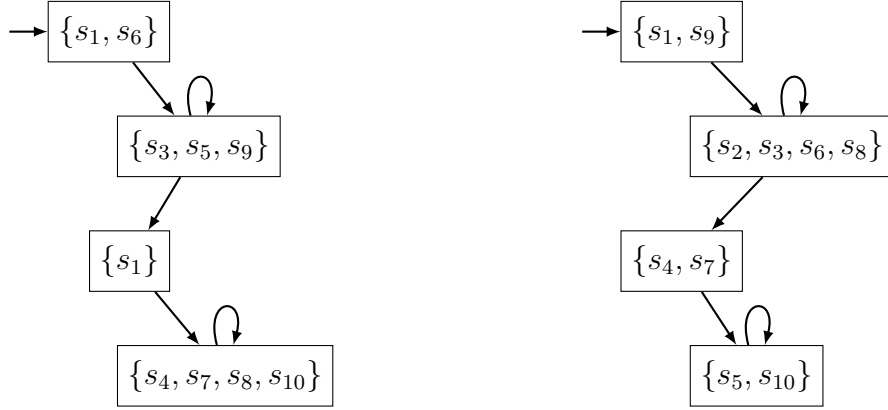 {s₁, s₆} {s₁, s₉}
{s₃, s₅, s₉} {s₂, s₃, s₆, s₈}
{s₁} {s₄, s₇}
{s₄, s₇, s₈, s₁₀} {s₅, s₁₀}